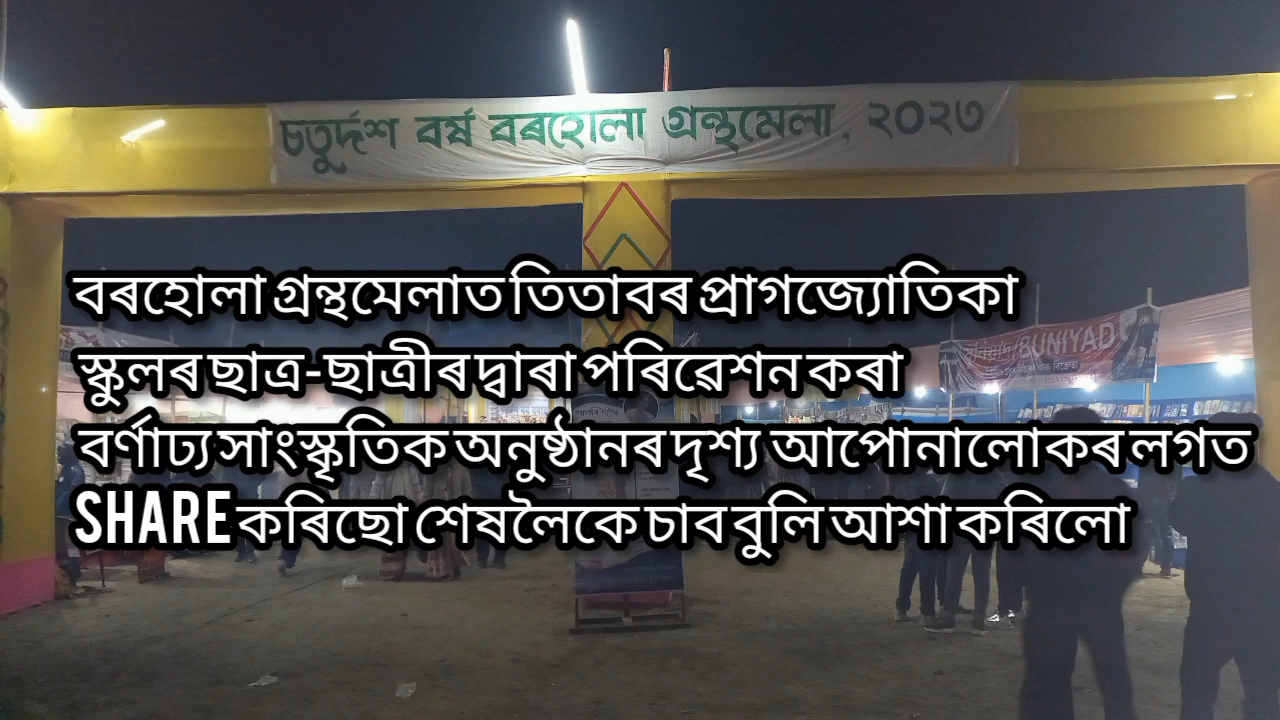 চতুৰ্দশ বৰ্ষ বৰহোলা গ্ৰন্থমেলা, ২০২৩
বৰহোলা গ্ৰন্থমেলাত তিতাবৰ প্ৰাগজ্যোতিকা
স্কুলৰ ছাত্ৰ-ছাত্ৰীৰ দ্বাৰা পৰিৱেশন কৰা
বৰ্ণাঢ্য সাংস্কৃতিক অনুষ্ঠানৰ দৃশ্য আপোনালোকৰ লগত
SHARE কৰিছো শেষলৈকে চাব বুলি আশা কৰিলো
BUNIYAD